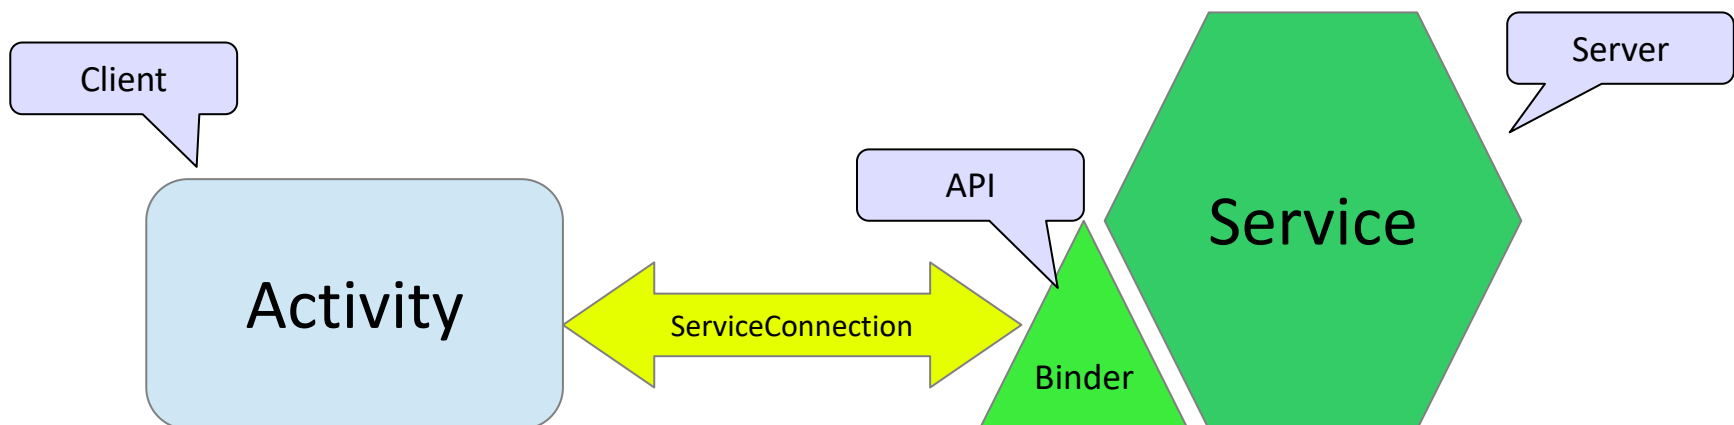 Client
Server
API
Service
Activity
ServiceConnection
Binder